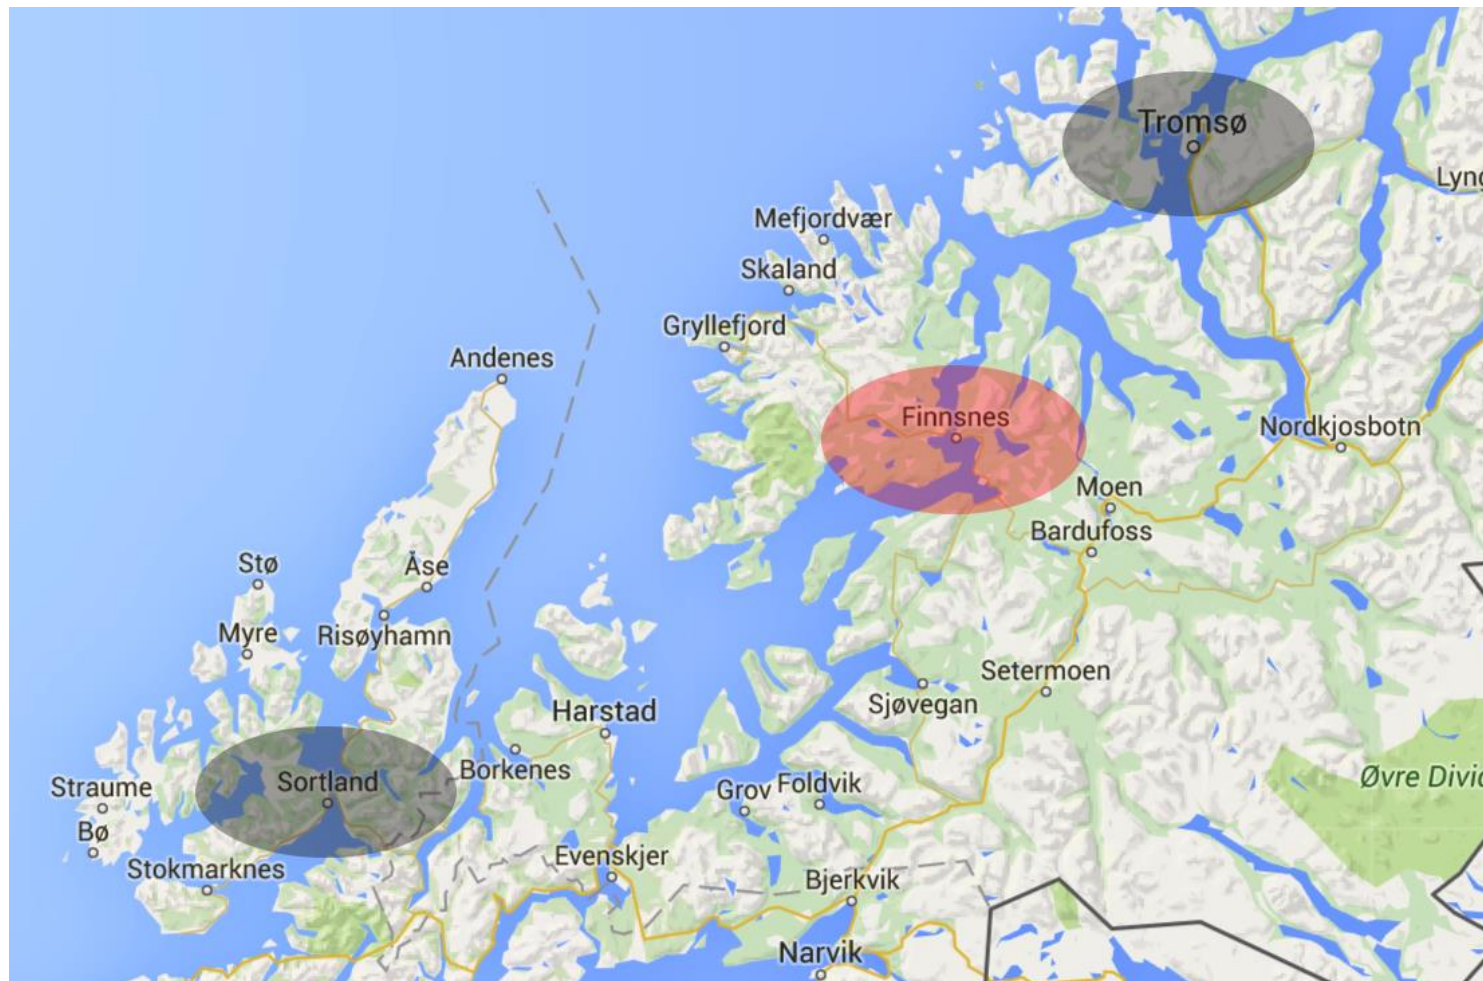 Tromsø
Lyng
Mefjordvær
Skaland
Gryllefjord
Andenes
Finnsnes
Nordkjosbotn
Moen
Bardufoss
Stø
Åse
Myre
Risøyhamn
Setermoen
Sjøvegan
Harstad
Borkenes
Sortland
Straume
Grov
Foldvik
Øvre Divid
Bø
Stokmarknes
Evenskjer
Bjerkvik
Narvik